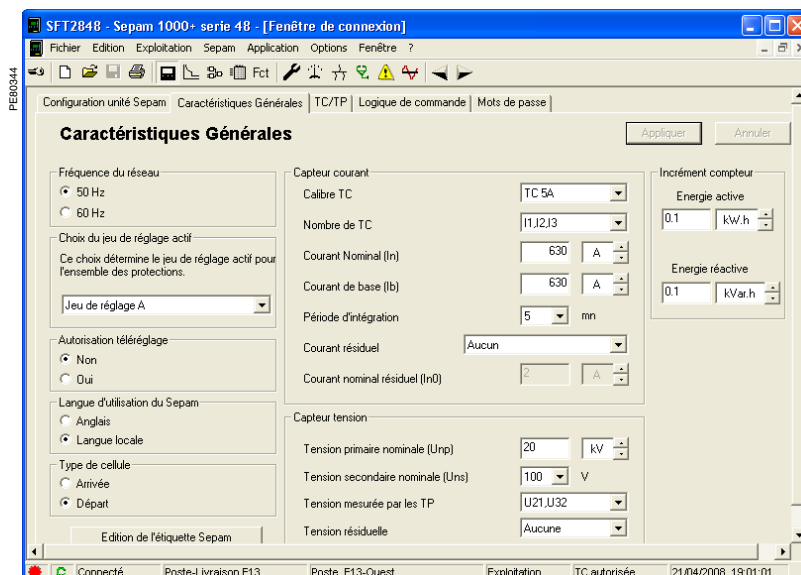 PE80344
SFT2848 - Sepam 1000+ serie 48 - [Fenêtre de connexion]
Fichier Edition Exploitation Sepam Application Options Fenêtre ?
Fct
Configuration unité Sepam Caractéristiques Générales TC/TP Logique de commande Mots de passe
Caractéristiques Générales
Appliquer Annuler
Fréquence du réseau
50 Hz
60 Hz
Choix du jeu de réglage actif
Ce choix détermine le jeu de réglage actif pour
l'ensemble des protections.
Jeu de réglage A
Autorisation téléréglage
Non
Oui
Langue d'utilisation du Sepam
Anglais
Langue locale
Type de cellule
Arrivée
Départ
Edition de l'étiquette Sepam
Capteur courant
Calibre TC TC 5A
Nombre de TC I1,I2,I3
Courant Nominal (In) 630 A
Courant de base (Ib) 630 A
Période d'intégration 5 mn
Courant résiduel Aucun
Courant nominal résiduel (In0) 2 A
Capteur tension
Tension primaire nominale (Unp) 20 kV
Tension secondaire nominale (Uns) 100 V
Tension mesurée par les TP U21,U32
Tension résiduelle Aucune
Incrément compteur
Energie active
0.1 kW.h
Energie réactive
0.1 kVar.h
Connecté Poste-Livraison F13 Poste F13-Ouest Exploitation TC autorisée 21/04/2008 19:01:01